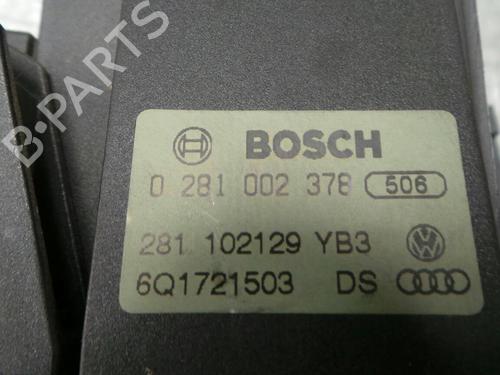 B-PARTS
BOSCH
0 281 002 378 506
281 102129 YB3
6Q1721503 DS